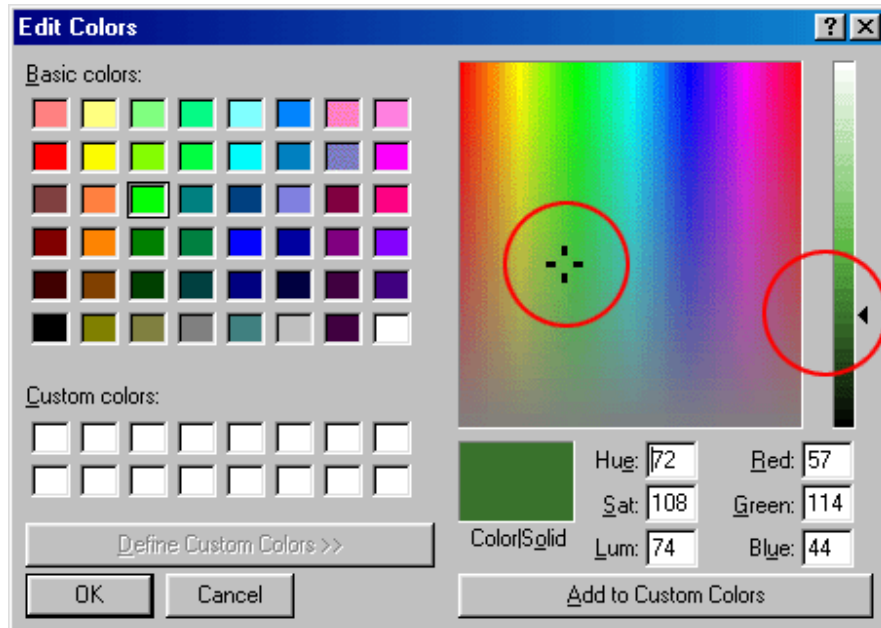 Edit Colors
Basic colors:
Custom colors:
Define Custom Colors >>
OK Cancel
Hue: 72 Red: 57
Sat: 108 Green: 114
Color|Solid Lum: 74 Blue: 44
Add to Custom Colors